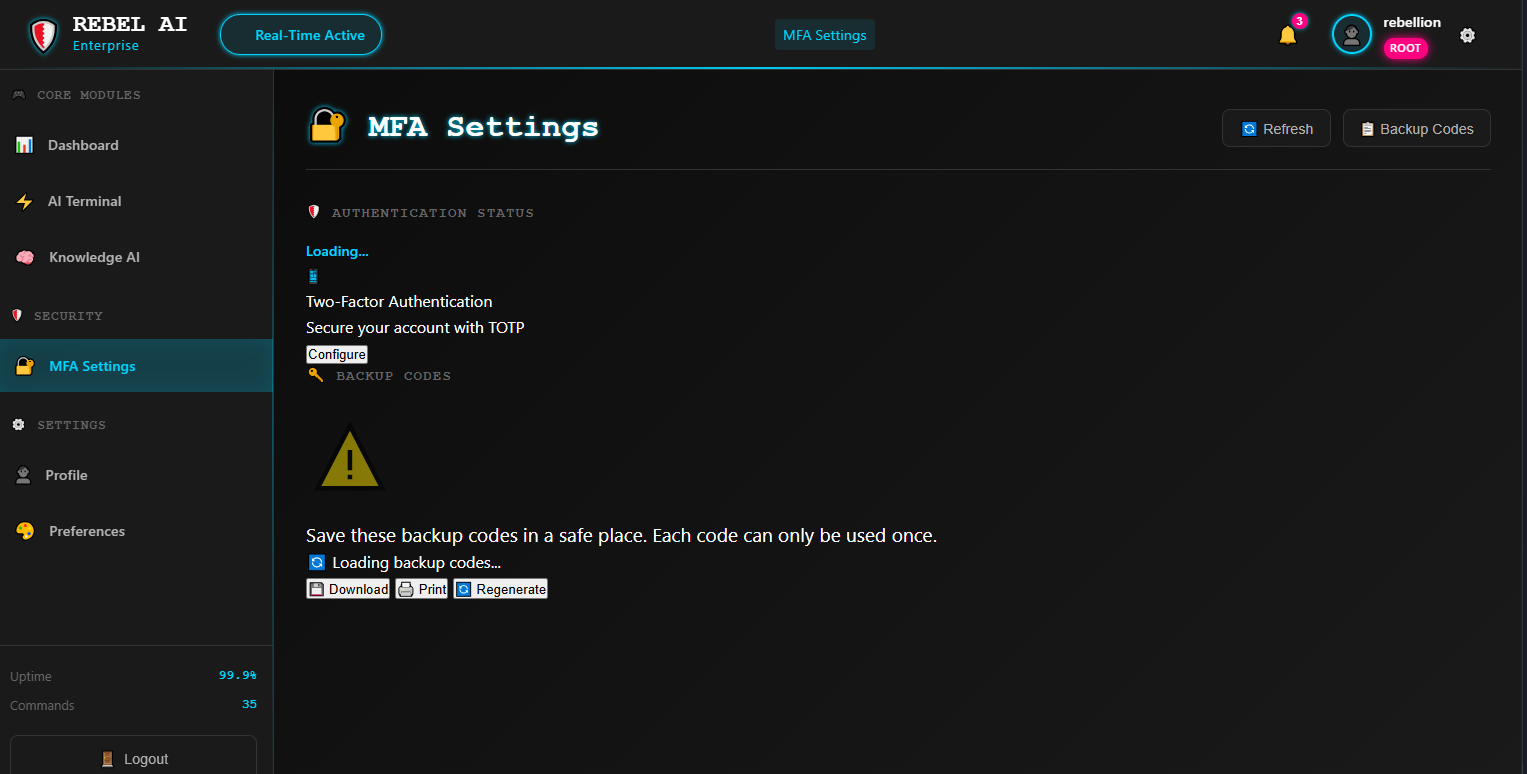 REBEL AI
Enterprise
Real-Time Active
MFA Settings
3
rebellion
ROOT
CORE MODULES
Dashboard
AI Terminal
Knowledge AI
SECURITY
MFA Settings
SETTINGS
Profile
Preferences
Uptime 99.9%
Commands 35
Logout
MFA Settings
Refresh
Backup Codes
AUTHENTICATION STATUS
Loading...
Two-Factor Authentication
Secure your account with TOTP
Configure
BACKUP CODES
Save these backup codes in a safe place. Each code can only be used once.
Loading backup codes...
Download Print Regenerate